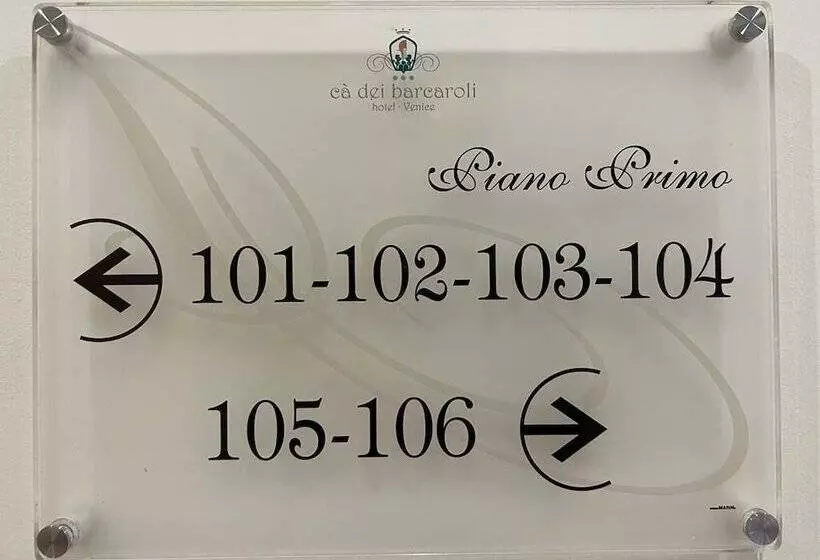 cà dei barcaroli
hotel - Venice
Piano Primo
101-102-103-104
105-106